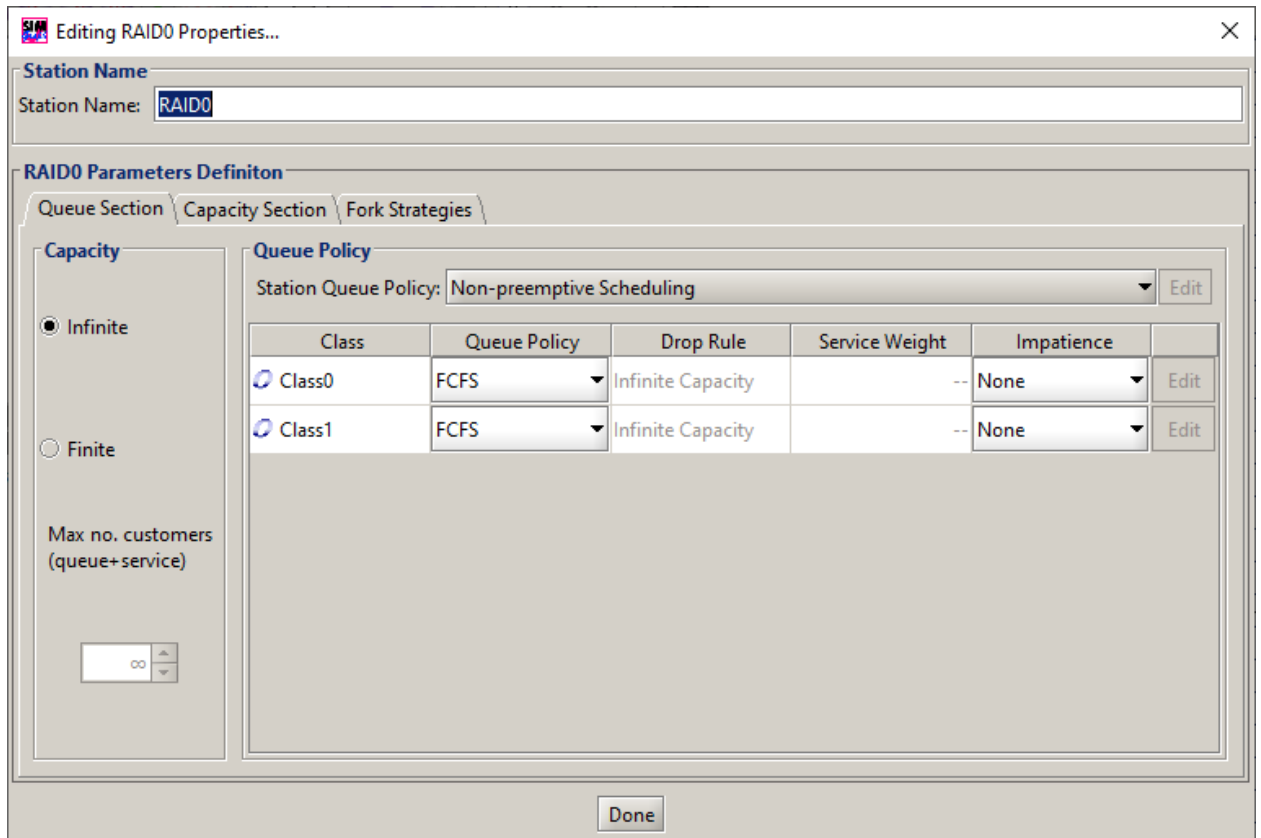 Editing RAID0 Properties...
Station Name
Station Name: RAID0
RAID0 Parameters Definiton
Queue Section Capacity Section Fork Strategies
Capacity
Infinite
Finite
Max no. customers
(queue+service)
∞
Queue Policy
Station Queue Policy: Non-preemptive Scheduling Edit
Class Queue Policy Drop Rule Service Weight Impatience
Class0 FCFS Infinite Capacity -- None Edit
Class1 FCFS Infinite Capacity -- None Edit
Done